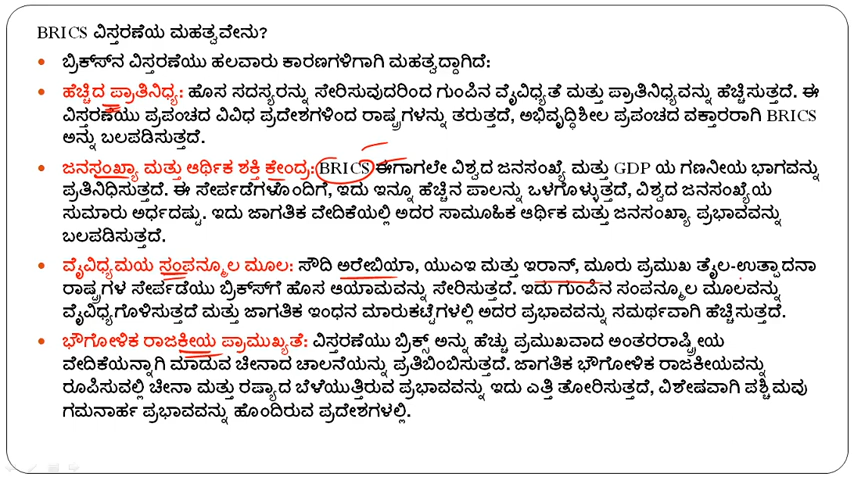 BRICS ವಿಸ್ತರಣೆಯ ಮಹತ್ವವೇನು?
ಬ್ರಿಕ್ಸ್‌ನ ವಿಸ್ತರಣೆಯು ಹಲವಾರು ಕಾರಣಗಳಿಗಾಗಿ ಮಹತ್ವದ್ದಾಗಿದೆ:
ಹೆಚ್ಚಿದ ಪ್ರಾತಿನಿಧ್ಯ: ಹೊಸ ಸದಸ್ಯರನ್ನು ಸೇರಿಸುವುದರಿಂದ ಗುಂಪಿನ ವೈವಿಧ್ಯತೆ ಮತ್ತು ಪ್ರಾತಿನಿಧ್ಯವನ್ನು ಹೆಚ್ಚಿಸುತ್ತದೆ. ಈ
ವಿಸ್ತರಣೆಯು ಪ್ರಪಂಚದ ವಿವಿಧ ಪ್ರದೇಶಗಳಿಂದ ರಾಷ್ಟ್ರಗಳನ್ನು ತರುತ್ತದೆ, ಅಭಿವೃದ್ಧಿಶೀಲ ಪ್ರಪಂಚದ ವಕ್ತಾರರಾಗಿ BRICS
ಅನ್ನು ಬಲಪಡಿಸುತ್ತದೆ.
ಜನಸಂಖ್ಯಾ ಮತ್ತು ಆರ್ಥಿಕ ಶಕ್ತಿ ಕೇಂದ್ರ: BRICS ಈಗಾಗಲೇ ವಿಶ್ವದ ಜನಸಂಖ್ಯೆ ಮತ್ತು GDP ಯ ಗಣನೀಯ ಭಾಗವನ್ನು
ಪ್ರತಿನಿಧಿಸುತ್ತದೆ. ಈ ಸೇರ್ಪಡೆಗಳೊಂದಿಗೆ, ಇದು ಇನ್ನೂ ಹೆಚ್ಚಿನ ಪಾಲನ್ನು ಒಳಗೊಳ್ಳುತ್ತದೆ, ವಿಶ್ವದ ಜನಸಂಖ್ಯೆಯ
ಸುಮಾರು ಅರ್ಧದಷ್ಟು. ಇದು ಜಾಗತಿಕ ವೇದಿಕೆಯಲ್ಲಿ ಅದರ ಸಾಮೂಹಿಕ ಆರ್ಥಿಕ ಮತ್ತು ಜನಸಂಖ್ಯಾ ಪ್ರಭಾವವನ್ನು
ಬಲಪಡಿಸುತ್ತದೆ.
ವೈವಿಧ್ಯಮಯ ಸಂಪನ್ಮೂಲ ಮೂಲ: ಸೌದಿ ಅರೇಬಿಯಾ, ಯುಎಇ ಮತ್ತು ಇರಾನ್, ಮೂರು ಪ್ರಮುಖ ತೈಲ-ಉತ್ಪಾದನಾ
ರಾಷ್ಟ್ರಗಳ ಸೇರ್ಪಡೆಯು ಬ್ರಿಕ್ಸ್‌ಗೆ ಹೊಸ ಆಯಾಮವನ್ನು ಸೇರಿಸುತ್ತದೆ. ಇದು ಗುಂಪಿನ ಸಂಪನ್ಮೂಲ ಮೂಲವನ್ನು
ವೈವಿಧ್ಯಗೊಳಿಸುತ್ತದೆ ಮತ್ತು ಜಾಗತಿಕ ಇಂಧನ ಮಾರುಕಟ್ಟೆಗಳಲ್ಲಿ ಅದರ ಪ್ರಭಾವವನ್ನು ಸಮರ್ಥವಾಗಿ ಹೆಚ್ಚಿಸುತ್ತದೆ.
ಭೌಗೋಳಿಕ ರಾಜಕೀಯ ಪ್ರಾಮುಖ್ಯತೆ: ವಿಸ್ತರಣೆಯು ಬ್ರಿಕ್ಸ್ ಅನ್ನು ಹೆಚ್ಚು ಪ್ರಮುಖವಾದ ಅಂತರರಾಷ್ಟ್ರೀಯ
ವೇದಿಕೆಯನ್ನಾಗಿ ಮಾಡುವ ಚೀನಾದ ಚಾಲನೆಯನ್ನು ಪ್ರತಿಬಿಂಬಿಸುತ್ತದೆ. ಜಾಗತಿಕ ಭೌಗೋಳಿಕ ರಾಜಕೀಯವನ್ನು
ರೂಪಿಸುವಲ್ಲಿ ಚೀನಾ ಮತ್ತು ರಷ್ಯಾದ ಬೆಳೆಯುತ್ತಿರುವ ಪ್ರಭಾವವನ್ನು ಇದು ಎತ್ತಿ ತೋರಿಸುತ್ತದೆ, ವಿಶೇಷವಾಗಿ ಪಶ್ಚಿಮವು
ಗಮನಾರ್ಹ ಪ್ರಭಾವವನ್ನು ಹೊಂದಿರುವ ಪ್ರದೇಶಗಳಲ್ಲಿ.